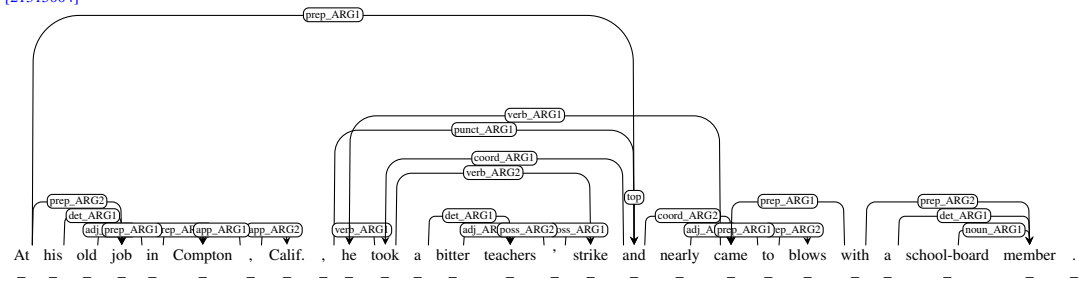 prep_ARG1
verb_ARG1
punct_ARG1
coord_ARG1
verb_ARG2
top
prep_ARG2 prep_ARG1 prep_ARG2
det_ARG1 det_ARG1 coord_ARG2 det_ARG1
prep_ARG1 app_ARG1 app_ARG2 verb_ARG1 poss_ARG2 prep_ARG1 noun_ARG1
At his old job in Compton , Calif. , he took a bitter teachers ' strike and nearly came to blows with a school-board member .
_ _ _ _ _ _ _ _ _ _ _ _ _ _ _ _ _ _ _ _ _ _ _ _ _ _